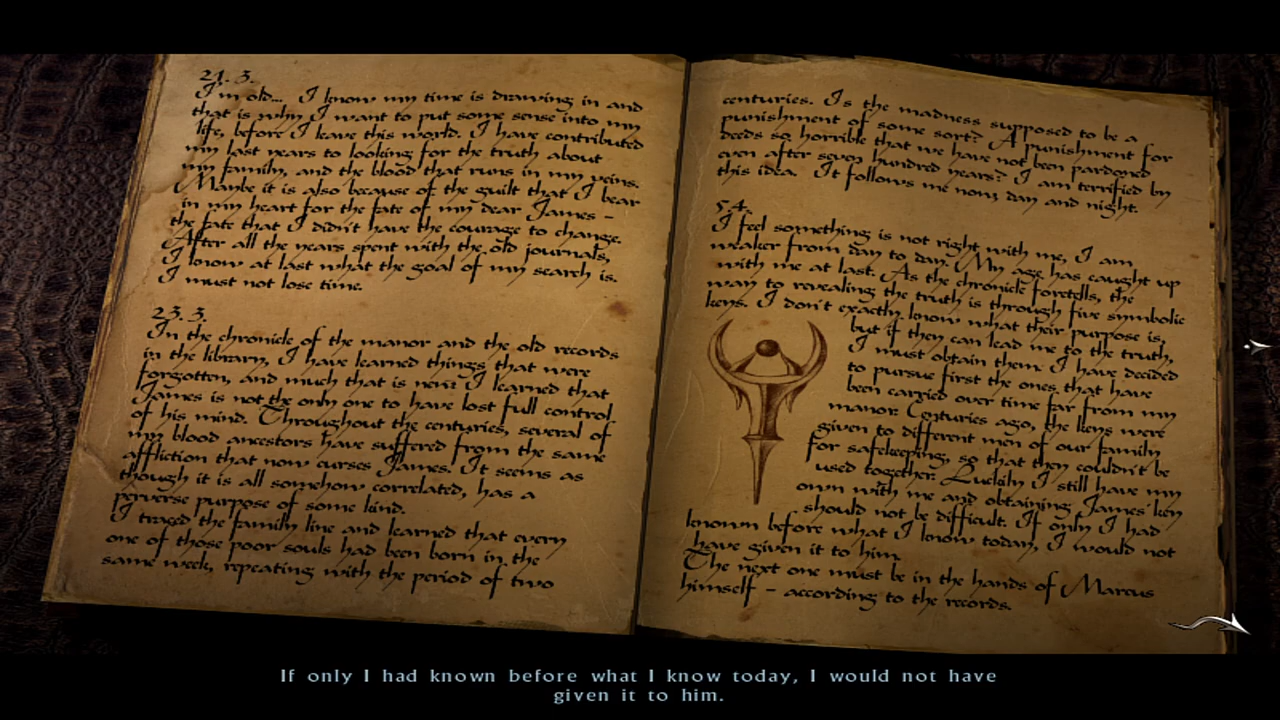 21. 3.
I'm old... I know my time is drawing in and
that is why I want to put some sense into my
life, before I leave this world. I have contributed
my last years to looking for the truth about
my family, and the blood that runs in my veins.
Maybe it is also because of the guilt that I bear
in my heart for the fate of my dear James -
the fate that I didn't have the courage to change.
After all the years spent with the old journals,
I know at last what the goal of my search is.
I must not lose time.
23. 3.
In the chronicle of the manor and the old records
in the library, I have learned things that were
forgotten, and much that is new. I learned that
James is not the only one to have lost full control
of his mind. Throughout the centuries, several of
my blood ancestors have suffered from the same
affliction that now curses James. It seems as
though it is all somehow correlated, has a
perverse purpose of some kind.
I traced the family line and learned that every
one of those poor souls had been born in the
same week, repeating with the period of two
centuries. Is the madness supposed to be a
punishment of some sort? A punishment for
deeds so horrible that we have not been pardoned
even after seven hundred years? I am terrified by
this idea. It follows me now, day and night.
5.4.
I feel something is not right with me, I am
weaker from day to day. My age has caught up
with me at last. As the chronicle foretells, the
way to revealing the truth is through five symbolic
keys. I don't exactly know what their purpose is,
but if they can lead me to the truth,
I must obtain them. I have decided
to pursue first the ones that have
been carried over time far from my
manor. Centuries ago, the keys were
given to different men of our family
for safekeeping, so that they couldn't be
used together. Luckily I still have my
own with me and obtaining James' key
should not be difficult. If only I had
known before what I know today, I would not
have given it to him.
The next one must be in the hands of Marcus
himself - according to the records.
If only I had known before what I know today, I would not have
given it to him.